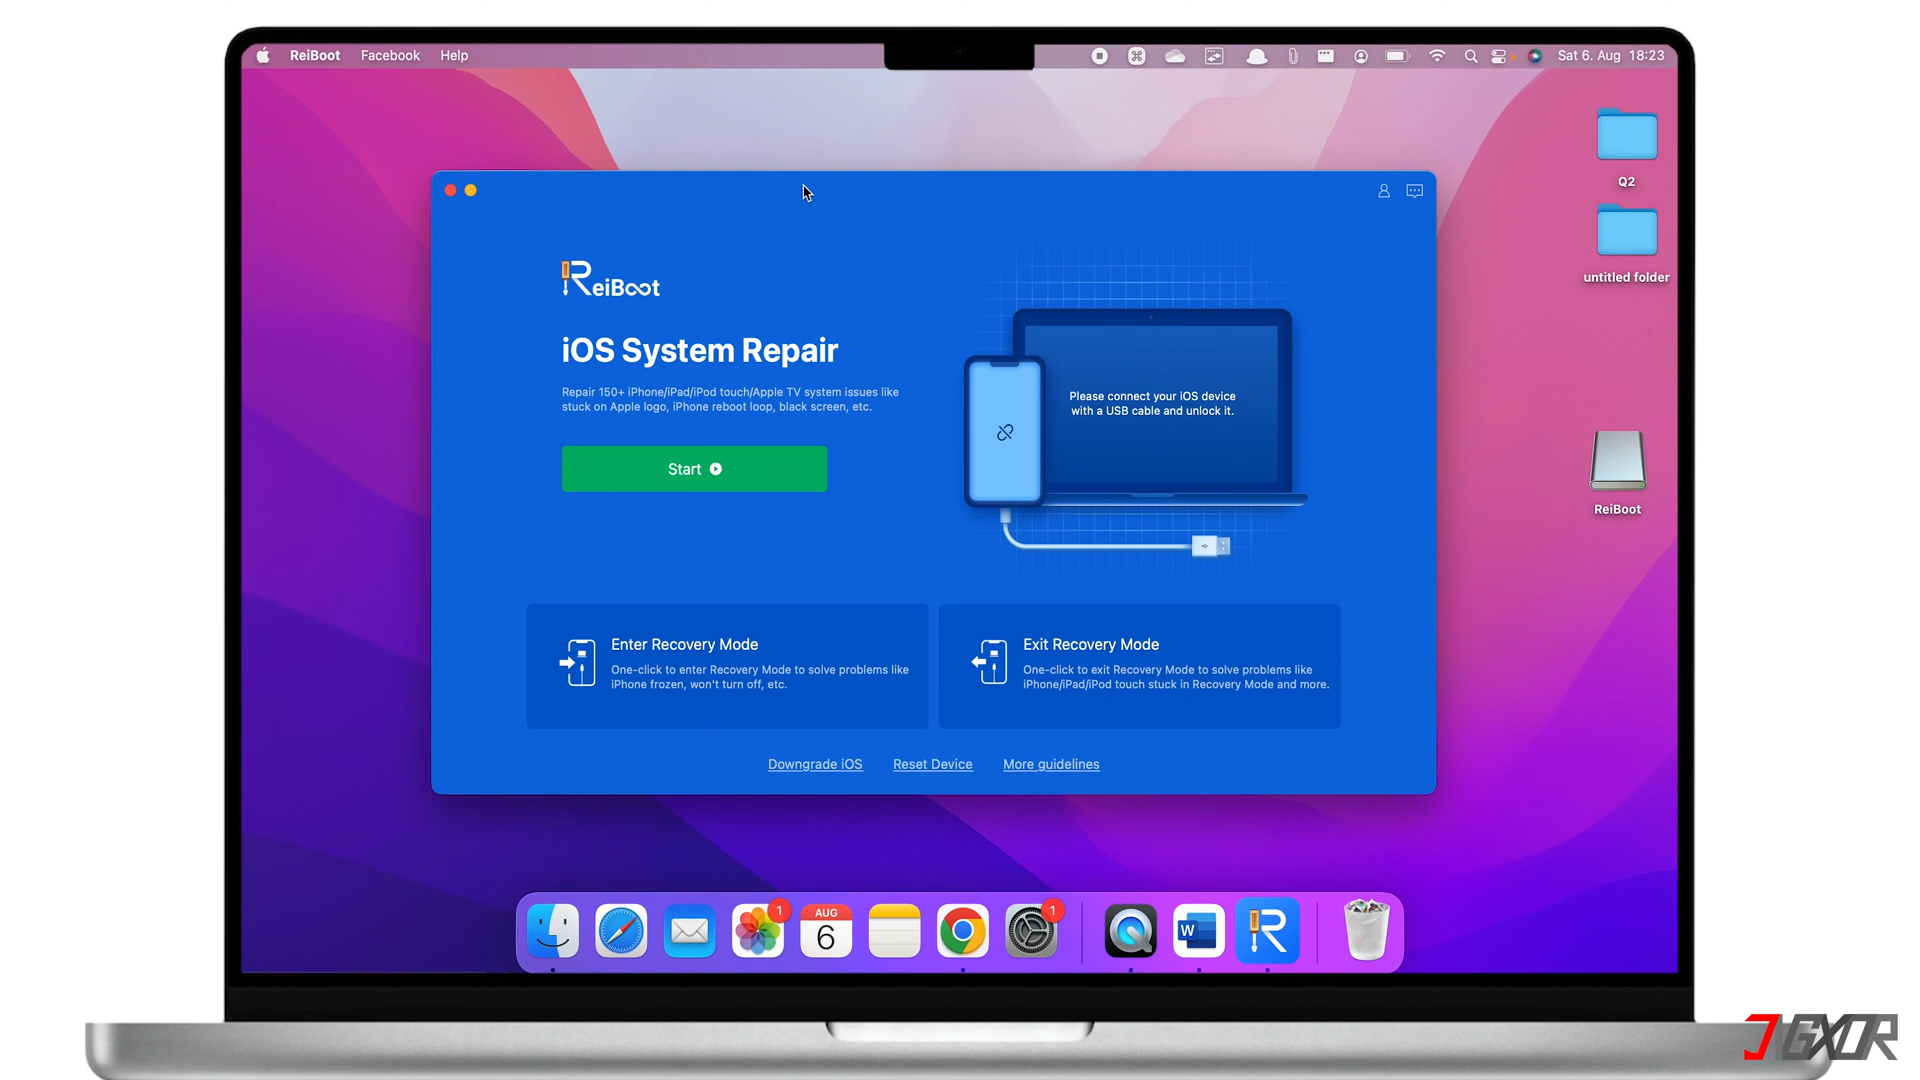 ReiBoot Facebook Help
Sat 6. Aug 18:23
Q2
untitled folder
ReiBoot
ReiBoot
iOS System Repair
Repair 150+ iPhone/iPad/iPod touch/Apple TV system issues like
stuck on Apple logo, iPhone reboot loop, black screen, etc.
Start
Please connect your iOS device
with a USB cable and unlock it.
Enter Recovery Mode
One-click to enter Recovery Mode to solve problems like
iPhone frozen, won't turn off, etc.
Exit Recovery Mode
One-click to exit Recovery Mode to solve problems like
iPhone/iPad/iPod touch stuck in Recovery Mode and more.
Downgrade iOS Reset Device More guidelines
1
AUG
6
1
W
R
JIGXOR